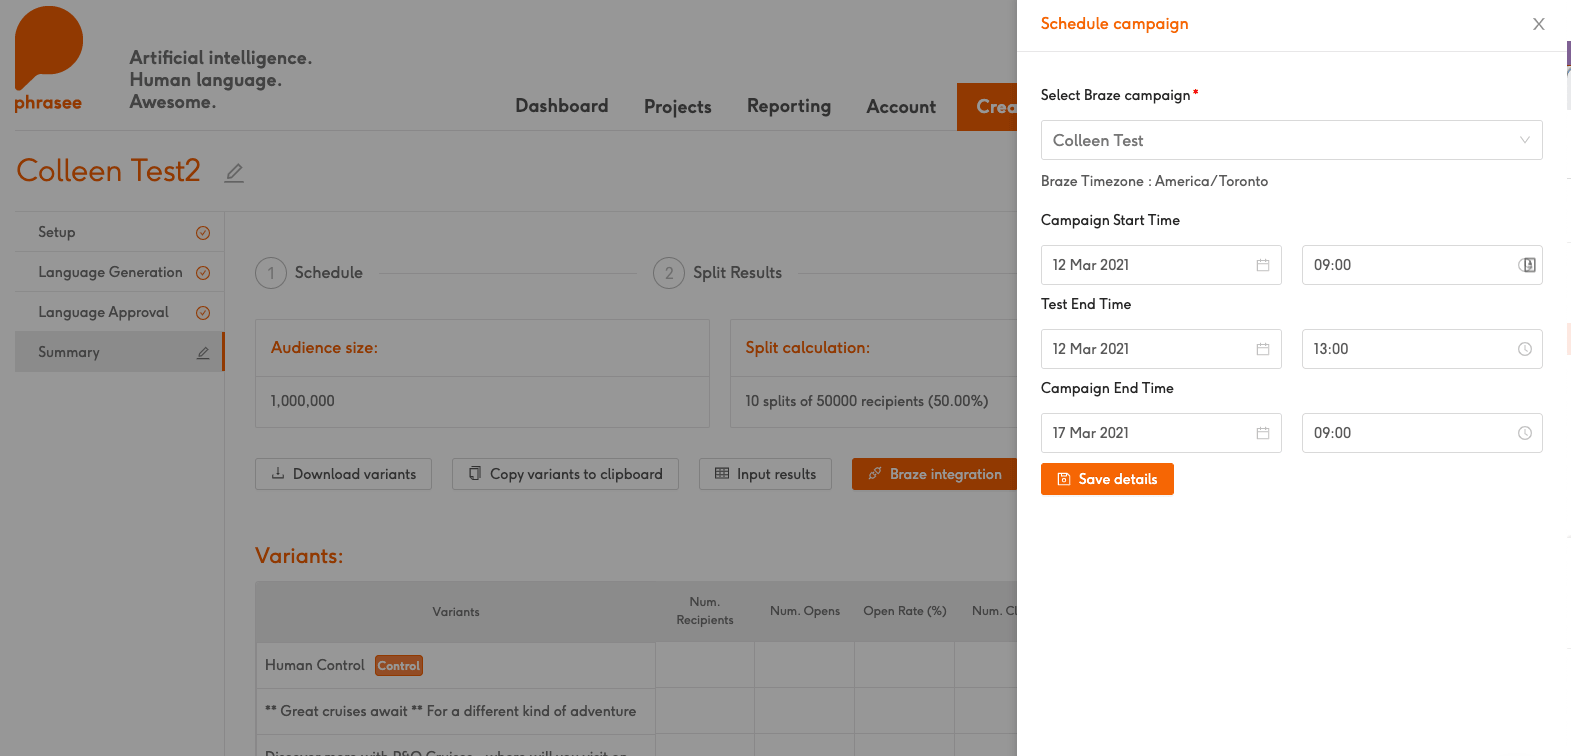 phrasee
Artificial intelligence.
Human language.
Awesome.
Dashboard
Projects
Reporting
Account
Colleen Test2
Setup
Language Generation
Language Approval
Summary
1 Schedule
2 Split Results
Audience size:
1,000,000
Split calculation:
10 splits of 50000 recipients (50.00%)
Download variants
Copy variants to clipboard
Input results
Braze integration
Variants:
Variants
Num.
Recipients
Num. Opens
Open Rate (%)
Num.
Human Control Control
** Great cruises await ** For a different kind of adventure
Schedule campaign
Select Braze campaign*
Colleen Test
Braze Timezone : America/Toronto
Campaign Start Time
12 Mar 2021
09:00
Test End Time
12 Mar 2021
13:00
Campaign End Time
17 Mar 2021
09:00
Save details